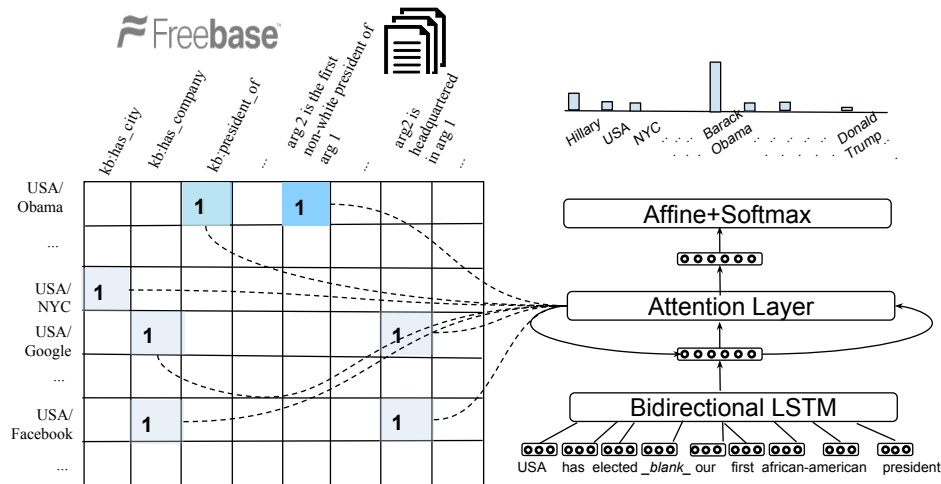 Freebase™
kb:has_city
kb:has_company
kb:president_of
...
arg 2 is the first
non-white president of
arg 1
...
arg2 is
headquartered
in arg 1
...
USA/
Obama
...
USA/
NYC
USA/
Google
...
USA/
Facebook
...
1
1
1
1
1
1
1
Hillary
USA
NYC
Barack
Obama
Donald
Trump
Affine+Softmax
Attention Layer
Bidirectional LSTM
USA has elected _blank_ our first african-american president